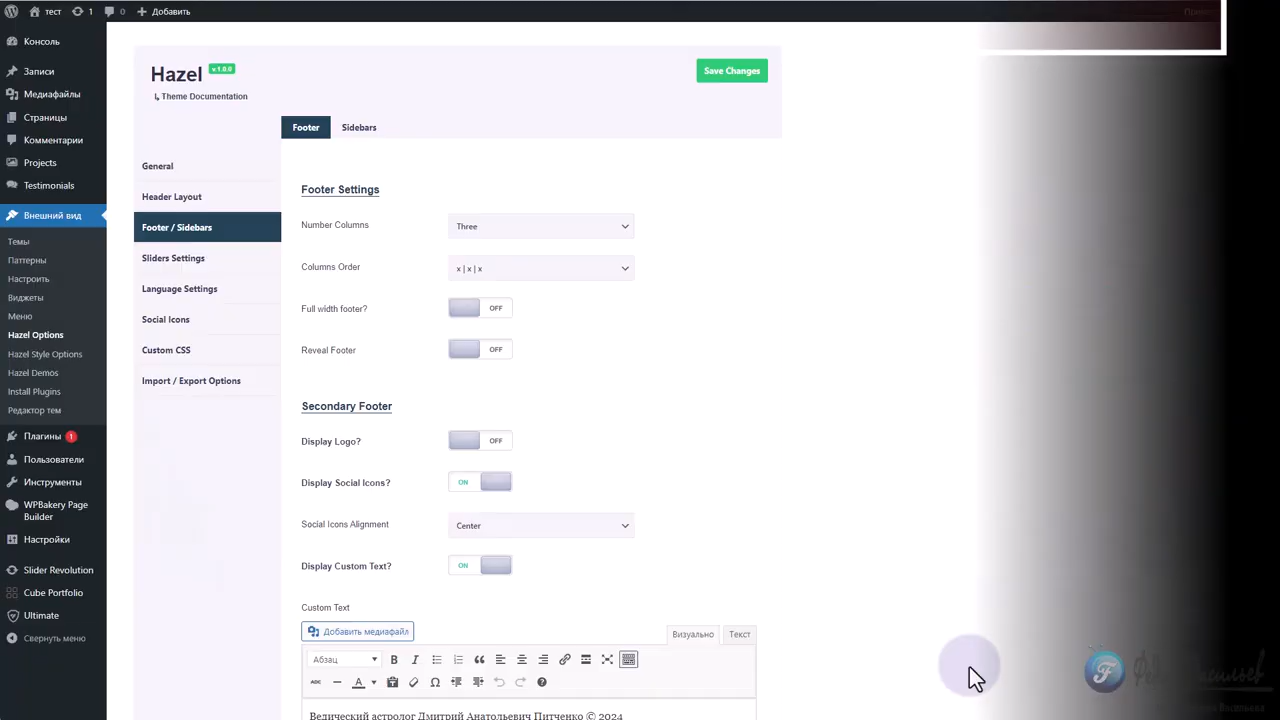 тест 1 0 Добавить
Консоль
Записи
Медиафайлы
Страницы
Комментарии
Projects
Testimonials
Внешний вид
Темы
Паттерны
Настроить
Виджеты
Меню
Hazel Options
Hazel Style Options
Hazel Demos
Install Plugins
Редактор тем
Плагины 1
Пользователи
Инструменты
WPBakery Page
Builder
Настройки
Slider Revolution
Cube Portfolio
Ultimate
Свернуть меню
Hazel v.1.0.0
Theme Documentation
Save Changes
Footer Sidebars
General
Header Layout
Footer / Sidebars
Sliders Settings
Language Settings
Social Icons
Custom CSS
Import / Export Options
Footer Settings
Number Columns Three
Columns Order x | x | x
Full width footer? OFF
Reveal Footer OFF
Secondary Footer
Display Logo? OFF
Display Social Icons? ON
Social Icons Alignment Center
Display Custom Text? ON
Custom Text
Добавить медиафайл Визуально Текст
Абзац
Ведический астролог Дмитрий Анатольевич Питченко © 2024